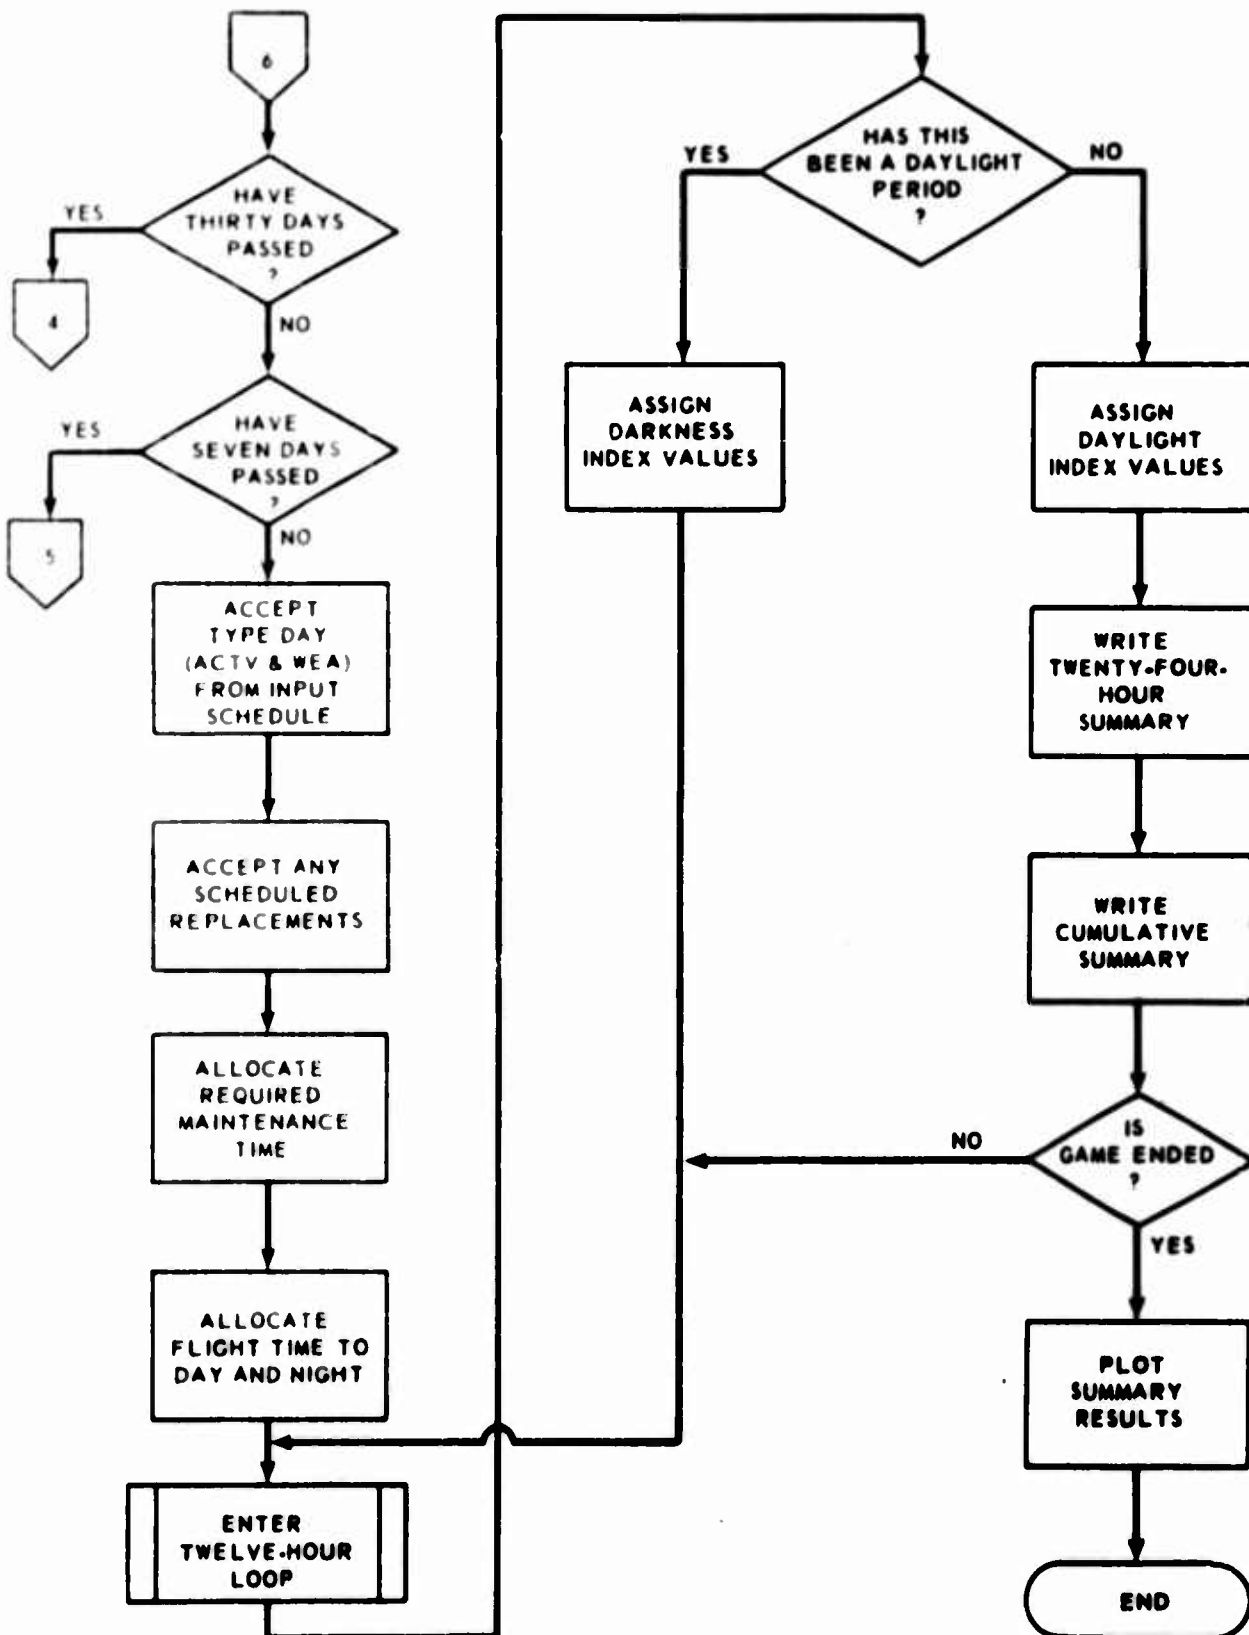 6
HAVE
THIRTY DAYS
PASSED
?
YES
4
NO
HAVE
SEVEN DAYS
PASSED
?
YES
5
NO
ACCEPT
TYPE DAY
(ACTV & WEA)
FROM INPUT
SCHEDULE
ACCEPT ANY
SCHEDULED
REPLACEMENTS
ALLOCATE
REQUIRED
MAINTENANCE
TIME
ALLOCATE
FLIGHT TIME TO
DAY AND NIGHT
ENTER
TWELVE-HOUR
LOOP
HAS THIS
BEEN A DAYLIGHT
PERIOD
?
YES
NO
ASSIGN
DARKNESS
INDEX VALUES
ASSIGN
DAYLIGHT
INDEX VALUES
WRITE
TWENTY-FOUR-
HOUR
SUMMARY
WRITE
CUMULATIVE
SUMMARY
IS
GAME ENDED
?
NO
YES
PLOT
SUMMARY
RESULTS
END